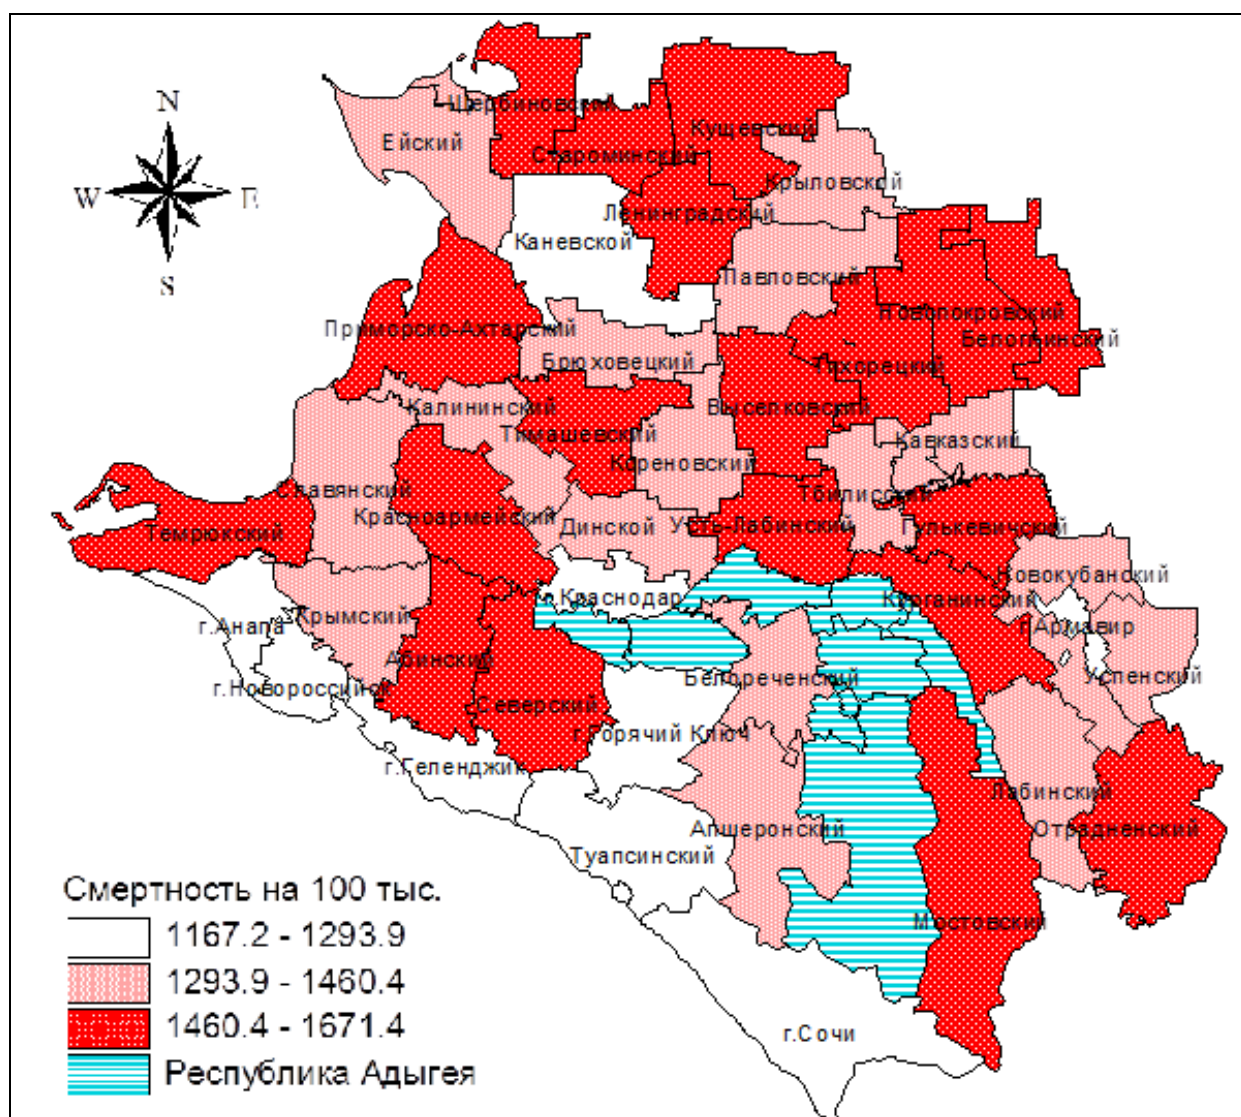 N
W E
S
Щербиновский
Ейский
Кущевский
Староминский
Крыловской
Ленинградский
Каневской
Павловский
Новопокровский
Приморско-Ахтарский
Белоглинский
Брюховецкий
Тихорецкий
Калининский
Выселковский
Тимашевский
Кавказский
Кореновский
Славянский
Тбилисский
Красноармейский
Динской
Усть-Лабинский
Гулькевичский
Темрюкский
Новокубанский
Краснодар
Курганинский
Крымский
г.Анапа
г.Армавир
Абинский
Белореченский
Успенский
г.Новороссийск
Северский
г.Горячий Ключ
г.Геленджик
Лабинский
Апшеронский
Отрадненский
Туапсинский
Мостовский
г.Сочи
Смертность на 100 тыс.
1167.2 - 1293.9
1293.9 - 1460.4
1460.4 - 1671.4
Республика Адыгея